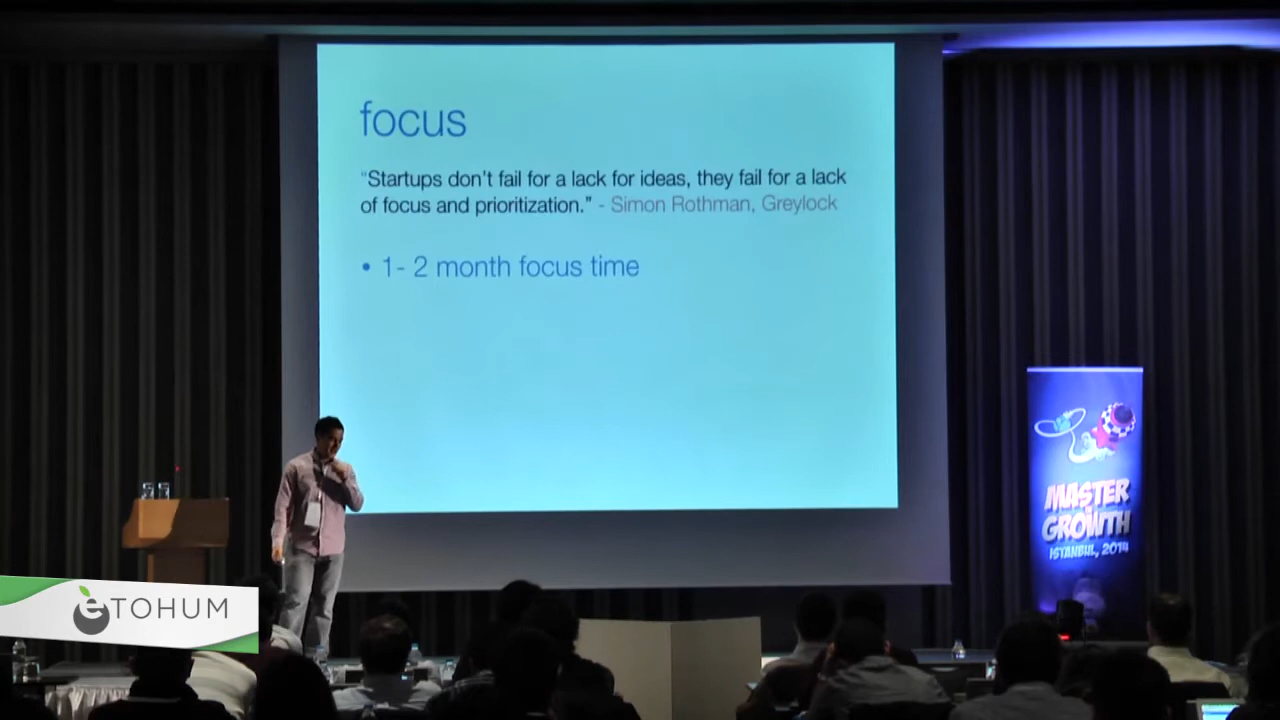 focus
“Startups don't fail for a lack for ideas, they fail for a lack
of focus and prioritization.” - Simon Rothman, Greylock
• 1- 2 month focus time
MASTER
GROWTH
ISTANBUL, 2014
eTOHUM